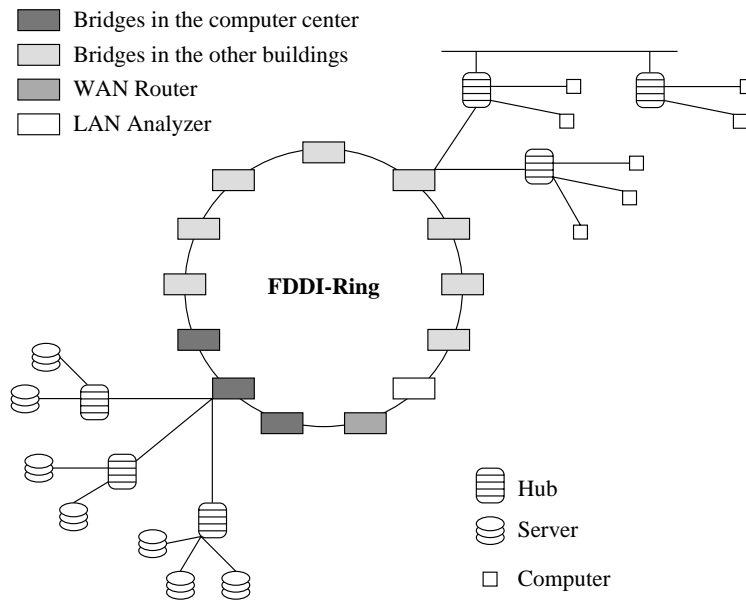 Bridges in the computer center
Bridges in the other buildings
WAN Router
LAN Analyzer
FDDI-Ring
Hub
Server
Computer